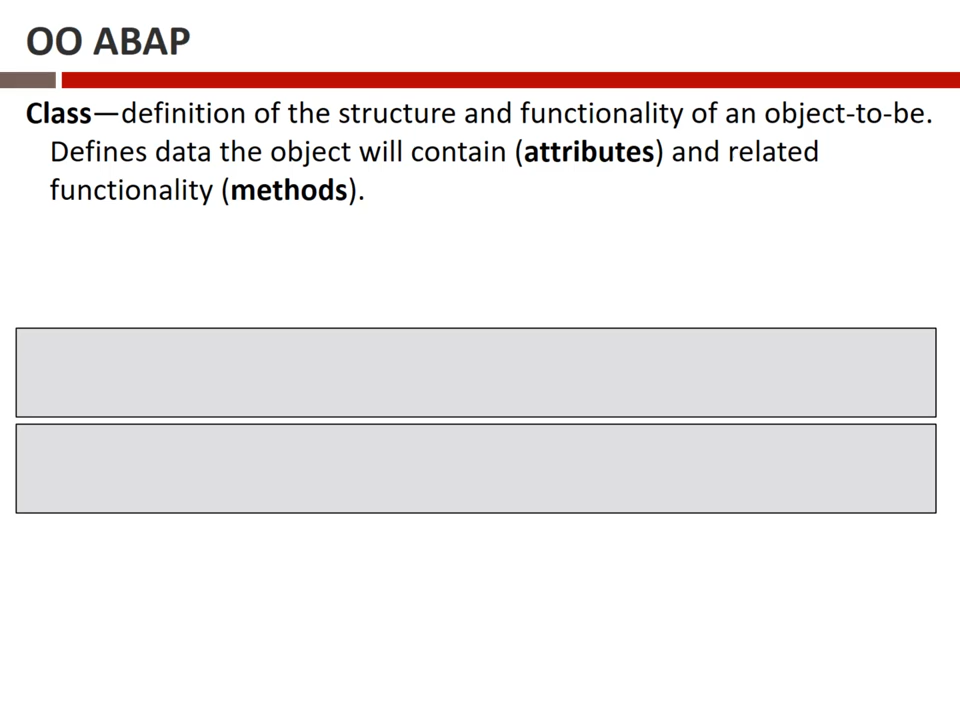 OO ABAP
Class—definition of the structure and functionality of an object-to-be.
Defines data the object will contain (attributes) and related
functionality (methods).